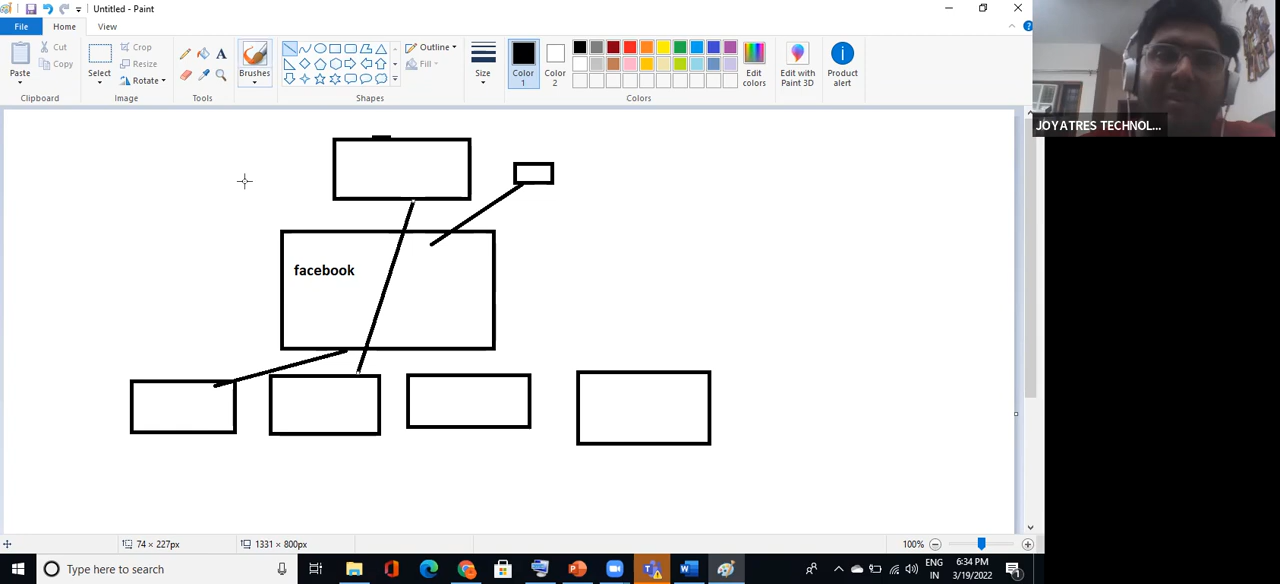 Untitled - Paint
File
Home
View
Cut
Copy
Paste
Clipboard
Crop
Resize
Select
Rotate
Image
Tools
Brushes
Outline
Fill
Shapes
Size
Color
1
Color
2
Edit
colors
Colors
Edit with
Paint 3D
Product
alert
JOYATRES TECHNOL...
facebook
74 × 227px
1331 × 800px
100%
Type here to search
ENG
IN
6:34 PM
3/19/2022
1